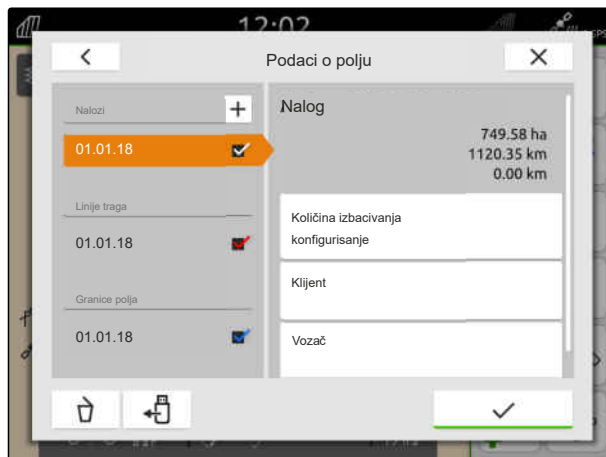 12:02
GPS
Podaci o polju
Nalozi
01.01.18
Linije traga
01.01.18
Granice polja
01.01.18
Nalog
749.58 ha
1120.35 km
0.00 km
Količina izbacivanja
konfigurisanje
Klijent
Vozač